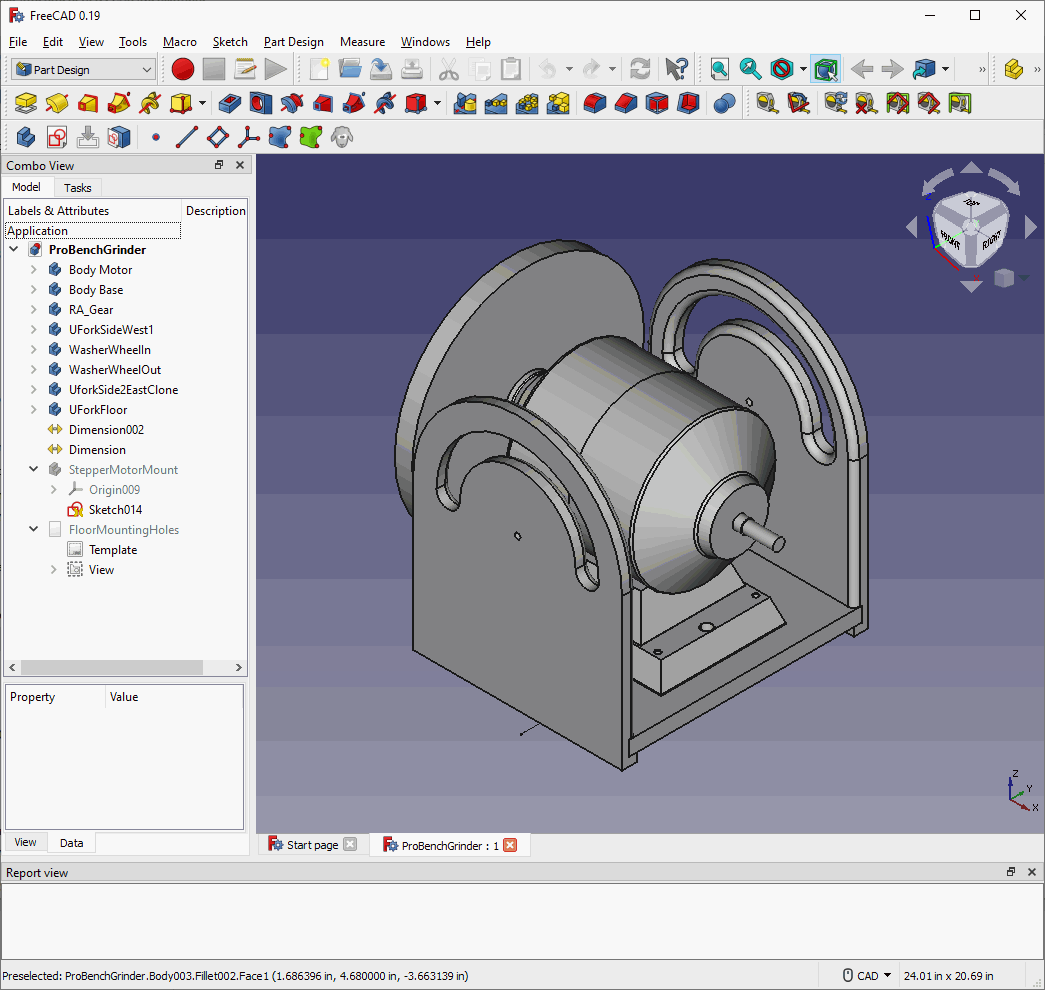 FreeCAD 0.19
File Edit View Tools Macro Sketch Part Design Measure Windows Help
Part Design
»
»
Combo View
Model Tasks
Labels & Attributes Description
Application
ProBenchGrinder
Body Motor
Body Base
RA_Gear
UForkSideWest1
WasherWheelIn
WasherWheelOut
UforkSide2EastClone
UForkFloor
Dimension002
Dimension
StepperMotorMount
Origin009
Sketch014
FloorMountingHoles
Template
View
Property Value
View Data
Top
FRONT
RIGHT
Z
X
Z
Y
X
Start page
ProBenchGrinder : 1
Report view
Preselected: ProBenchGrinder.Body003.Fillet002.Face1 (1.686396 in, 4.680000 in, -3.663139 in)
CAD
24.01 in x 20.69 in